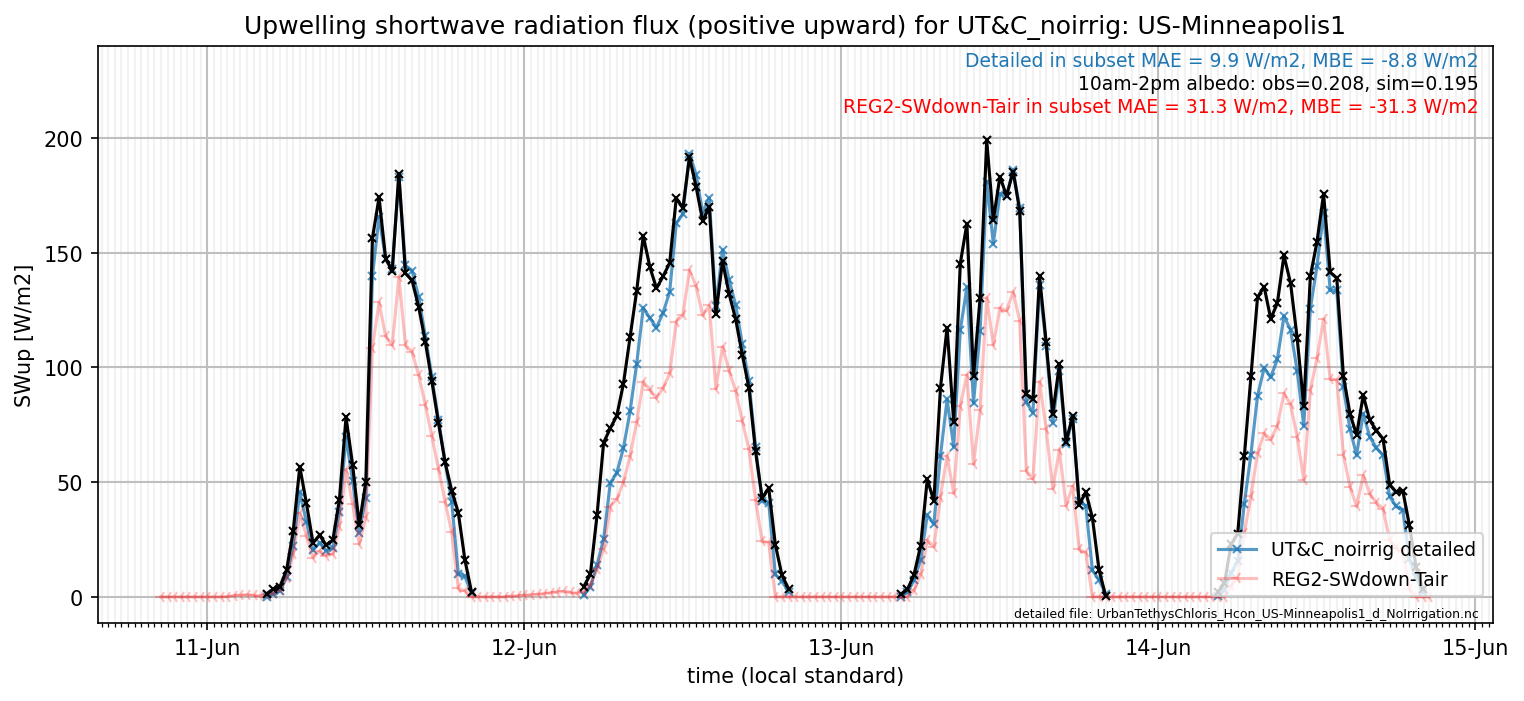 Upwelling shortwave radiation flux (positive upward) for UT&C_noirrig: US-Minneapolis1
Detailed in subset MAE = 9.9 W/m2, MBE = -8.8 W/m2
10am-2pm albedo: obs=0.208, sim=0.195
REG2-SWdown-Tair in subset MAE = 31.3 W/m2, MBE = -31.3 W/m2
SWup [W/m2]
200
150
100
50
0
UT&C_noirrig detailed
REG2-SWdown-Tair
detailed file: UrbanTethysChloris_Hcon_US-Minneapolis1_d_NoIrrigation.nc
11-Jun
12-Jun
13-Jun
14-Jun
15-Jun
time (local standard)